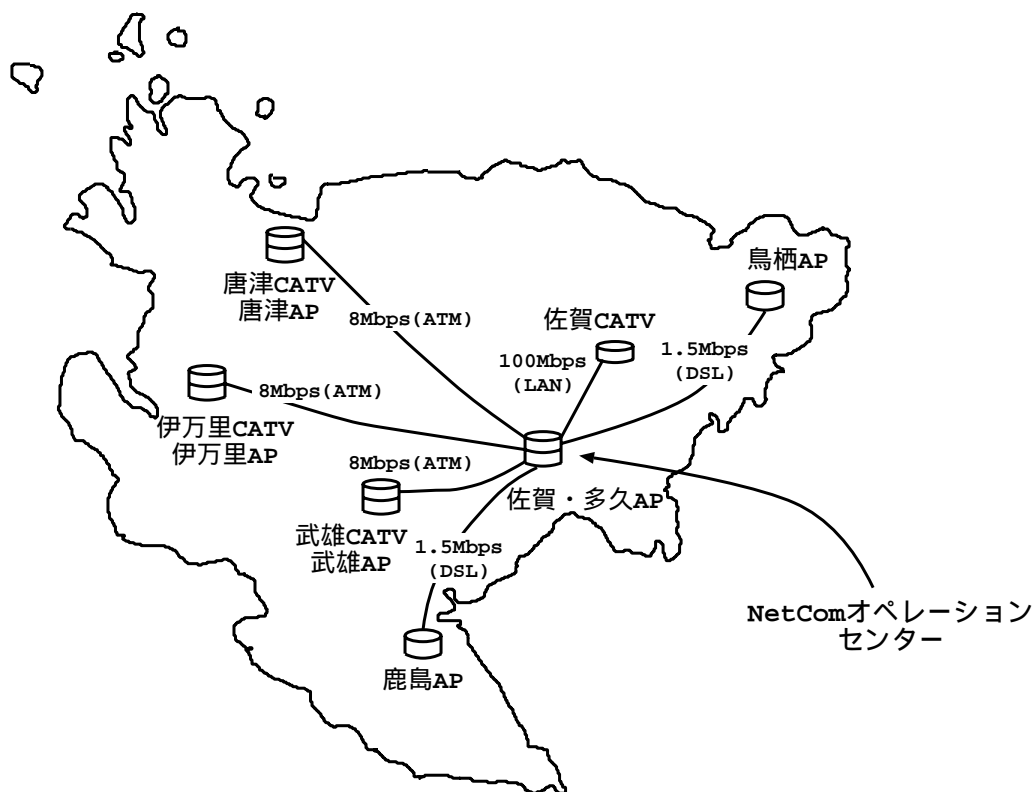 鳥栖AP
唐津CATV
唐津AP
8Mbps(ATM)
佐賀CATV
100Mbps
(LAN)
1.5Mbps
(DSL)
8Mbps(ATM)
伊万里CATV
伊万里AP
8Mbps(ATM)
佐賀・多久AP
武雄CATV
武雄AP
1.5Mbps
(DSL)
NetComオペレーション
センター
鹿島AP